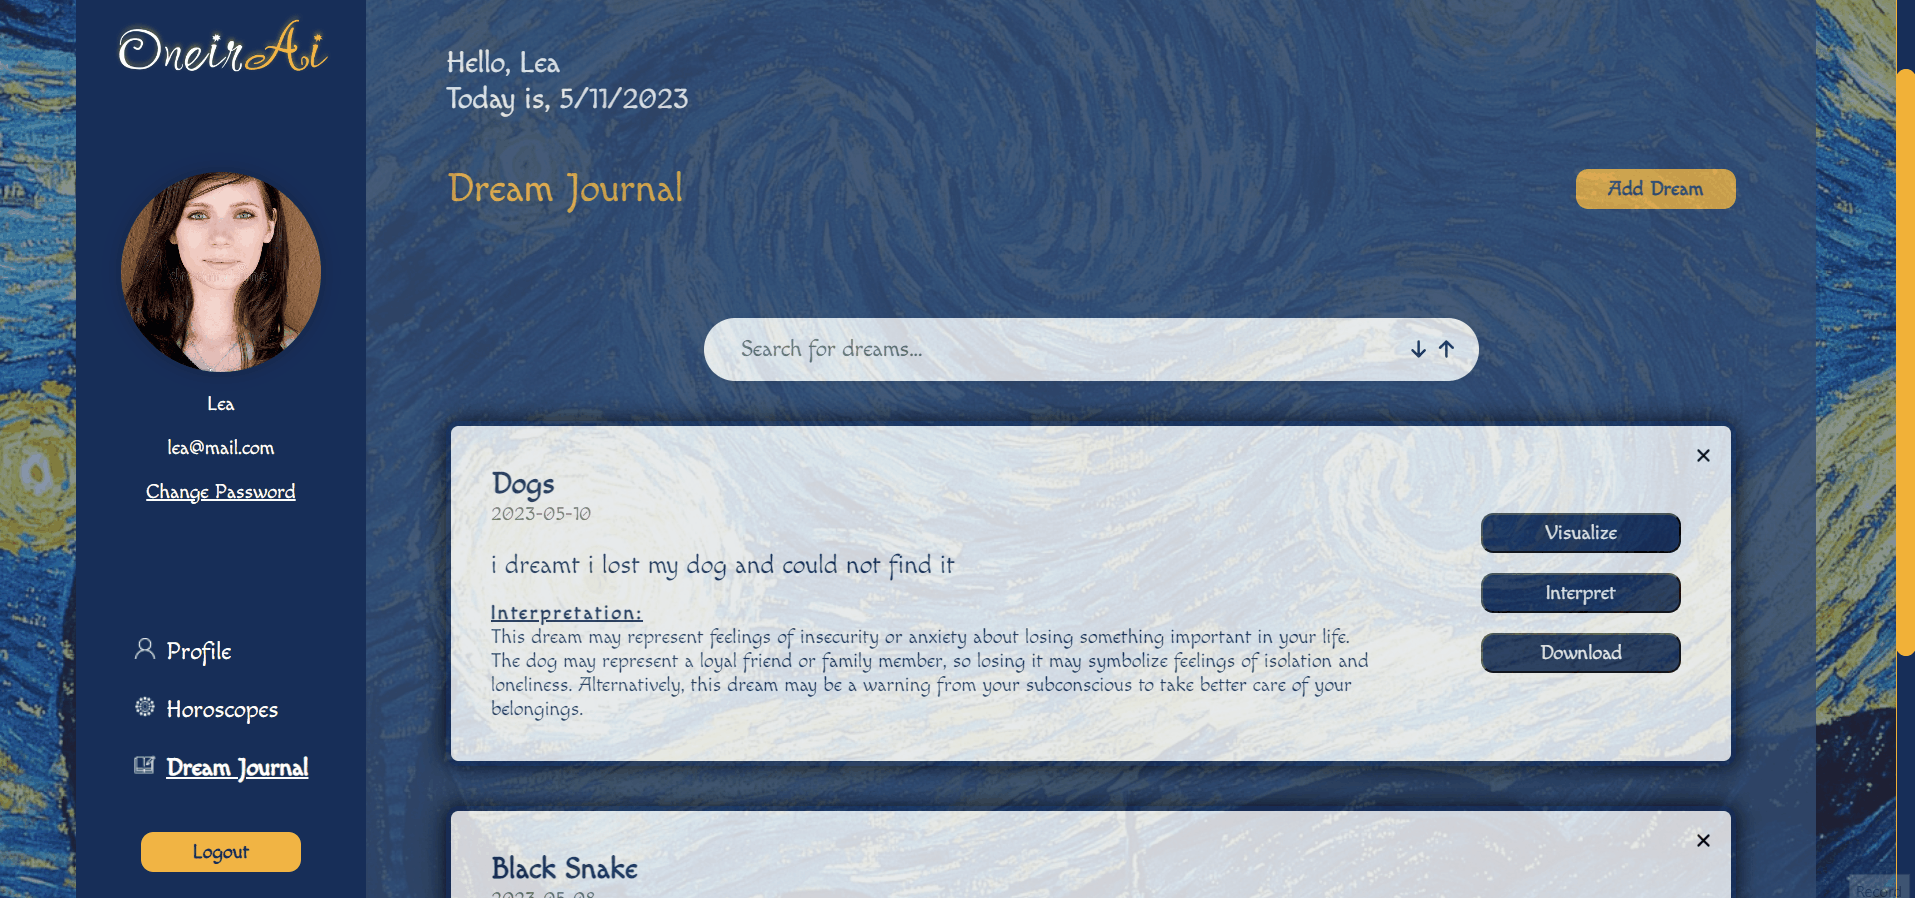 OneirAi
Hello, Lea
Today is, 5/11/2023
Dream Journal
Add Dream
Lea
lea@mail.com
Change Password
Profile
Horoscopes
Dream Journal
Logout
Search for dreams...
Dogs
2023-05-10
i dreamt i lost my dog and could not find it
Interpretation:
This dream may represent feelings of insecurity or anxiety about losing something important in your life.
The dog may represent a loyal friend or family member, so losing it may symbolize feelings of isolation and
loneliness. Alternatively, this dream may be a warning from your subconscious to take better care of your
belongings.
Visualize
Interpret
Download
Black Snake
2023-05-08
Record